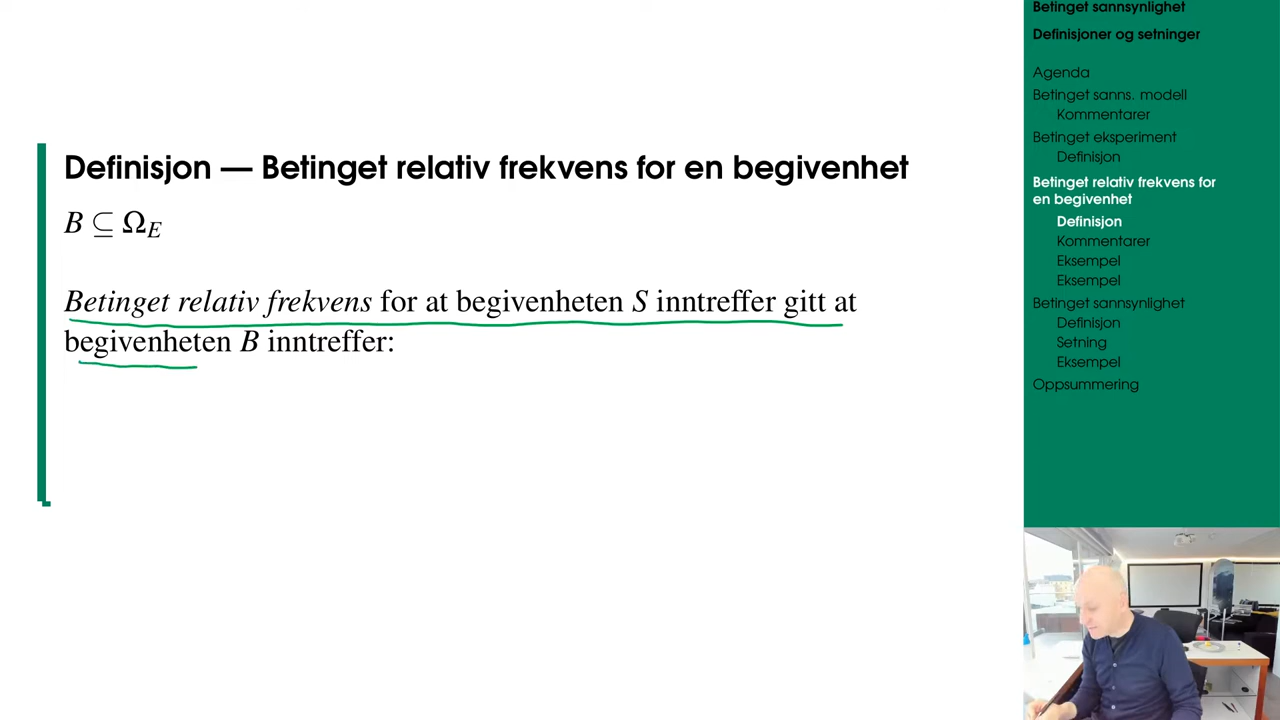 Definisjon — Betinget relativ frekvens for en begivenhet
B ⊆ Ω_E
Betinget relativ frekvens for at begivenheten S inntreffer gitt at
begivenheten B inntreffer:
Betinget sannsynlighet
Definisjoner og setninger
Agenda
Betinget sanns. modell
Kommentarer
Betinget eksperiment
Definisjon
Betinget relativ frekvens for
en begivenhet
Definisjon
Kommentarer
Eksempel
Eksempel
Betinget sannsynlighet
Definisjon
Setning
Eksempel
Oppsummering